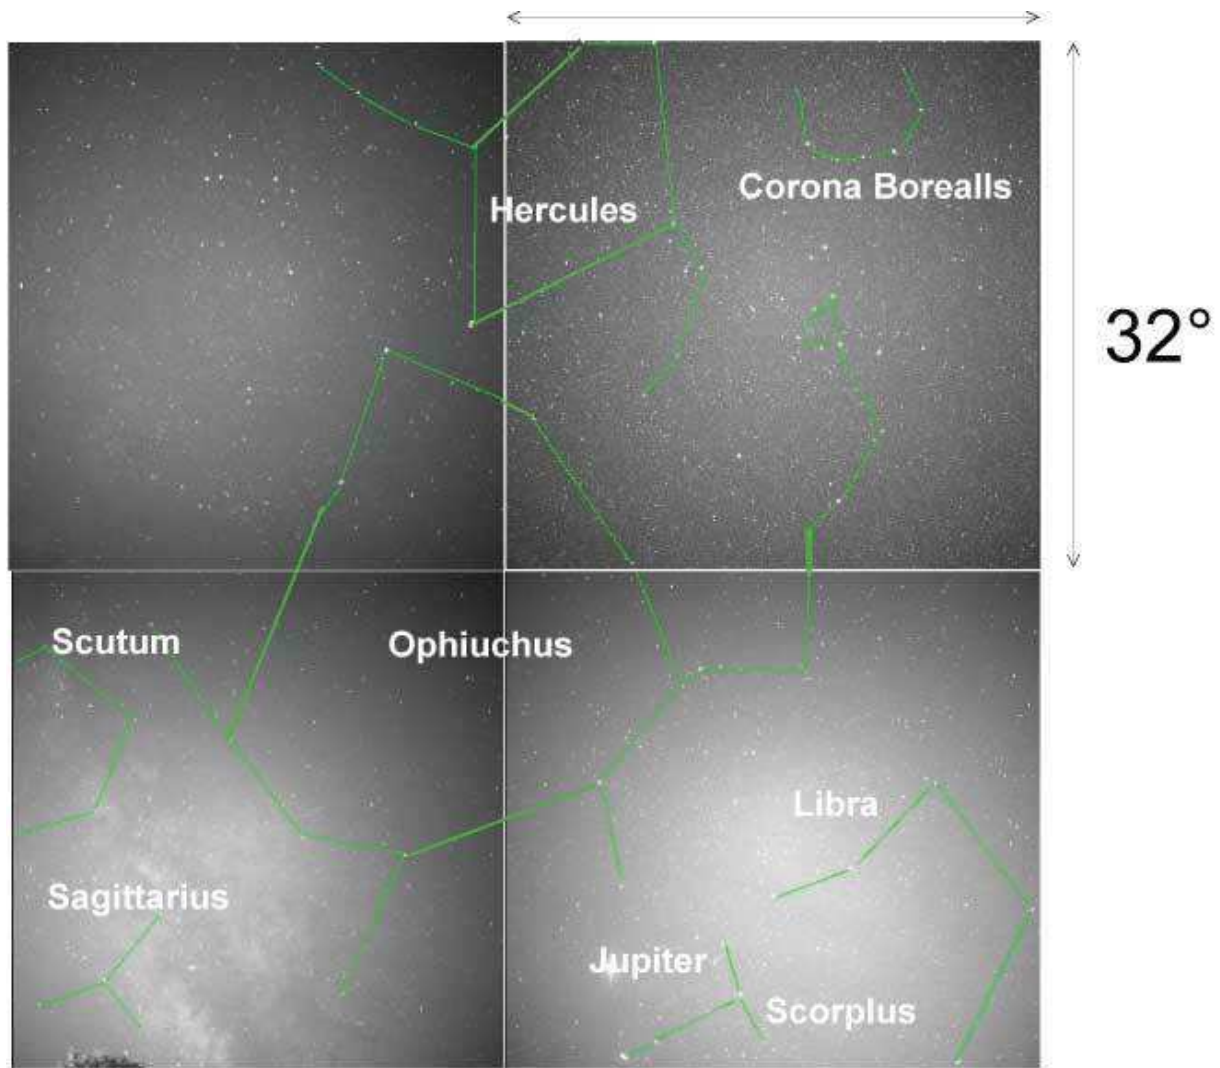 Corona Borealls
Hercules
32°
Scutum
Ophiuchus
Libra
Sagittarius
Jupiter
Scorplus